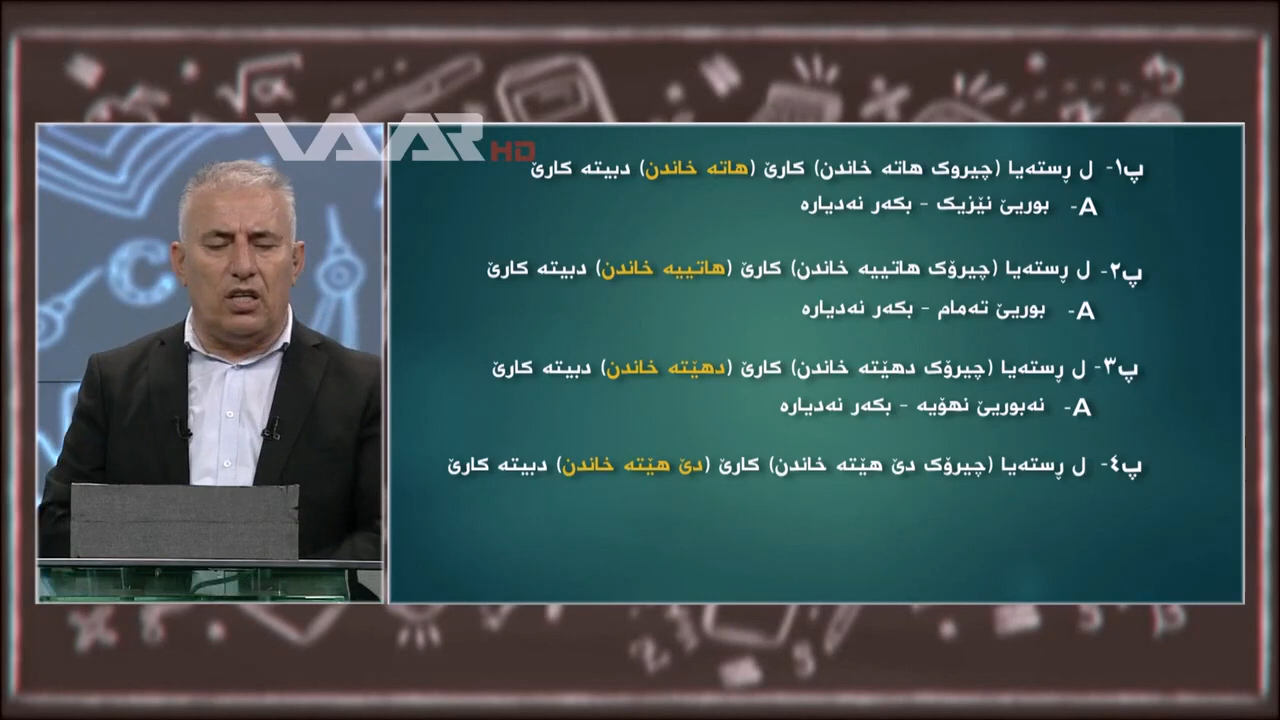 VAAR HD
پ١- ل ڕستەیا (چیروک هاتە خاندن) کارێ (هاتە خاندن) دبیتە کارێ
A- بوریێ نێزیک - بکەر نەدیارە
پ٢- ل ڕستەیا (چیرۆک هاتییە خاندن) کارێ (هاتییە خاندن) دبیتە کارێ
A- بوریێ تەمام - بکەر نەدیارە
پ٣- ل ڕستەیا (چیرۆک دهێتە خاندن) کارێ (دهێتە خاندن) دبیتە کارێ
A- نەبوریێ نهۆیە - بکەر نەدیارە
پ٤- ل ڕستەیا (چیرۆک دێ هێتە خاندن) کارێ (دێ هێتە خاندن) دبیتە کارێ